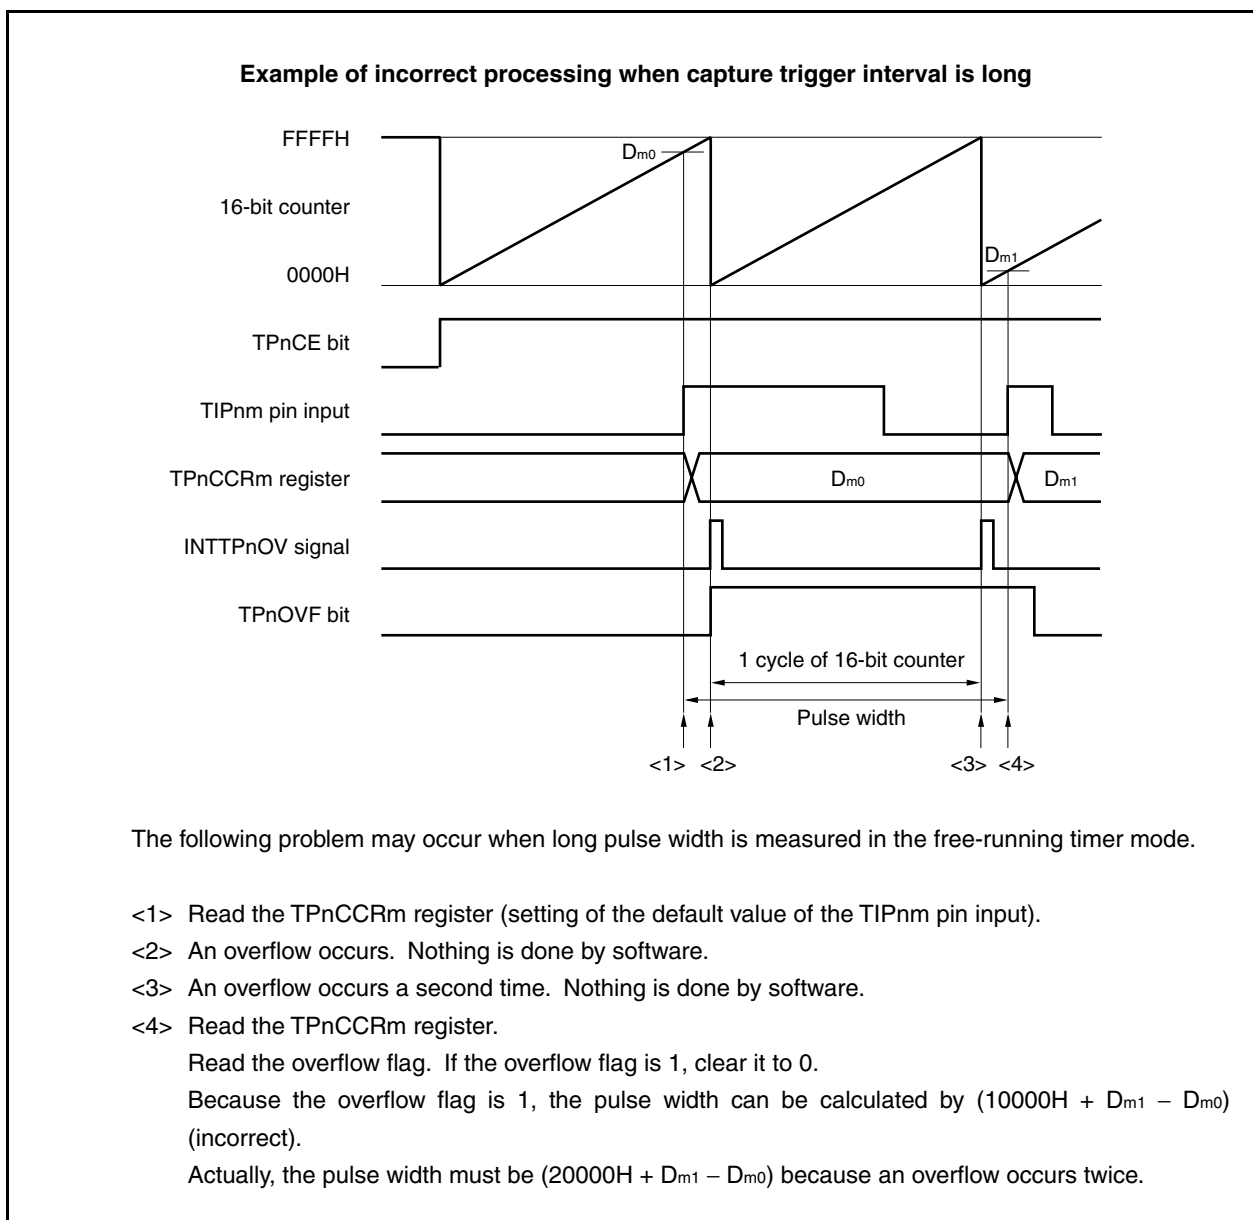 Example of incorrect processing when capture trigger interval is long
FFFFH
Dm0
16-bit counter
Dm1
0000H
TPnCE bit
TIPnm pin input
TPnCCRm register
Dm0
Dm1
INTTPnOV signal
TPnOVF bit
1 cycle of 16-bit counter
Pulse width
<1> <2> <3> <4>
The following problem may occur when long pulse width is measured in the free-running timer mode.
<1> Read the TPnCCRm register (setting of the default value of the TIPnm pin input).
<2> An overflow occurs. Nothing is done by software.
<3> An overflow occurs a second time. Nothing is done by software.
<4> Read the TPnCCRm register.
Read the overflow flag. If the overflow flag is 1, clear it to 0.
Because the overflow flag is 1, the pulse width can be calculated by (10000H + Dm1 − Dm0)
(incorrect).
Actually, the pulse width must be (20000H + Dm1 − Dm0) because an overflow occurs twice.